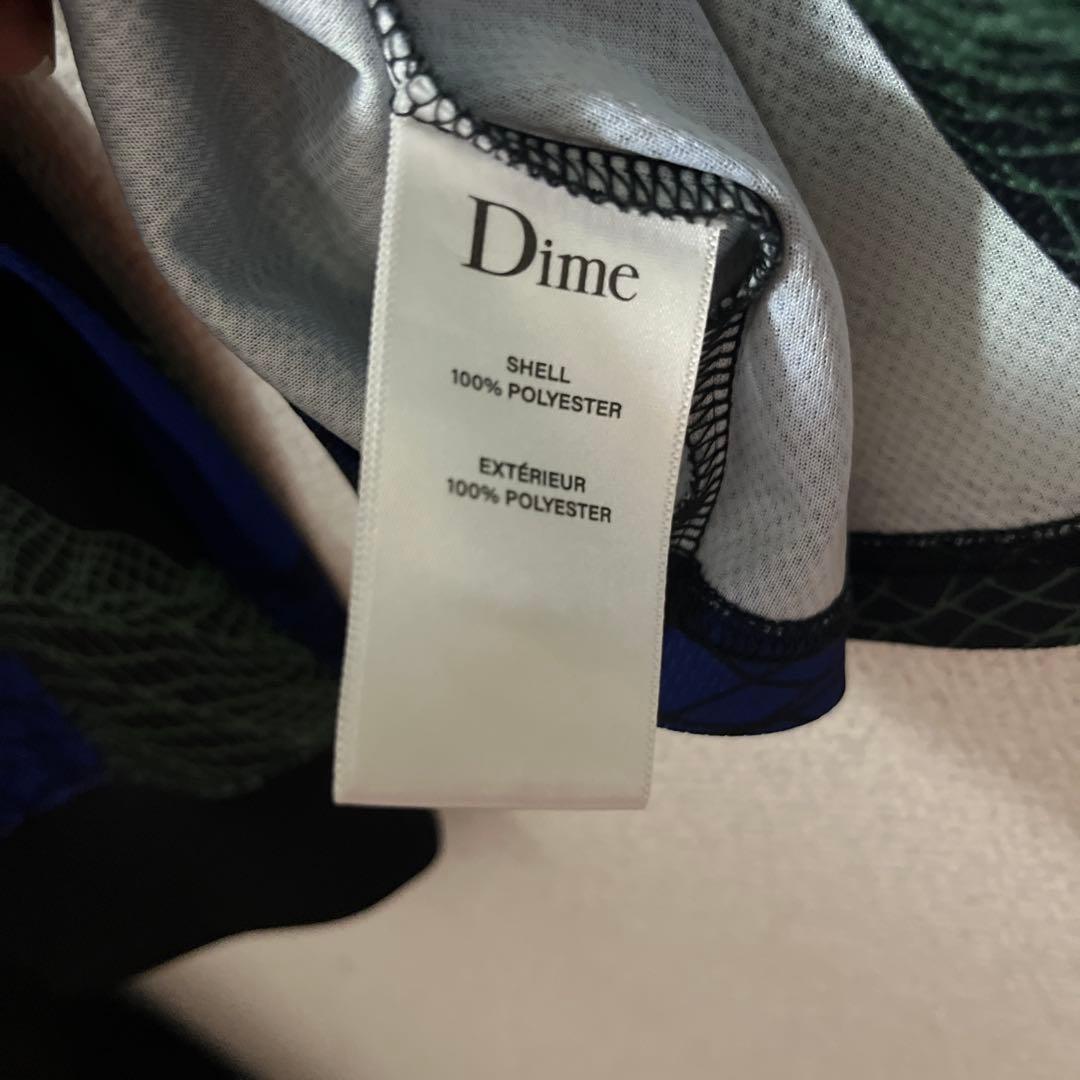 Dime
SHELL
100% POLYESTER
EXTÉRIEUR
100% POLYESTER